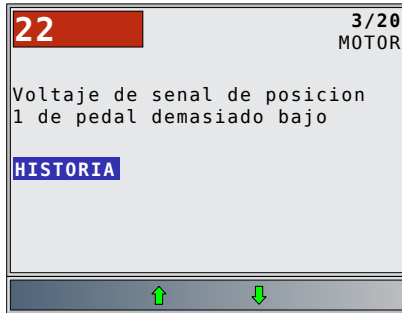 22
3/20
MOTOR
Voltaje de senal de posicion
1 de pedal demasiado bajo
HISTORIA